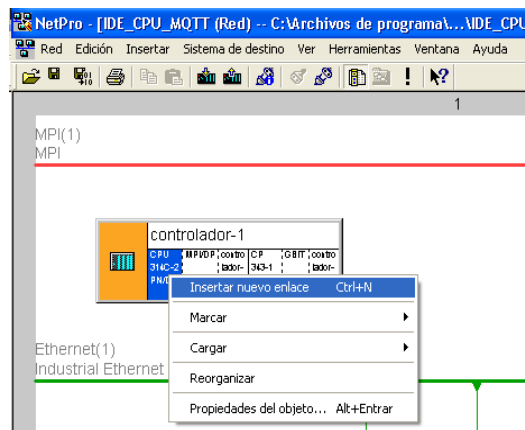 NetPro - [IDE_CPU_MQTT (Red) -- C:\Archivos de programa\...\IDE_CPU
Red Edición Insertar Sistema de destino Ver Herramientas Ventana Ayuda
1
MPI(1)
MPI
controlador-1
CPU MPI/DP contro CP GBIT contro
314C-2 lador- 343-1 lador-
PN/D
Insertar nuevo enlace Ctrl+N
Marcar
Cargar
Reorganizar
Propiedades del objeto... Alt+Entrar
Ethernet(1)
Industrial Ethernet